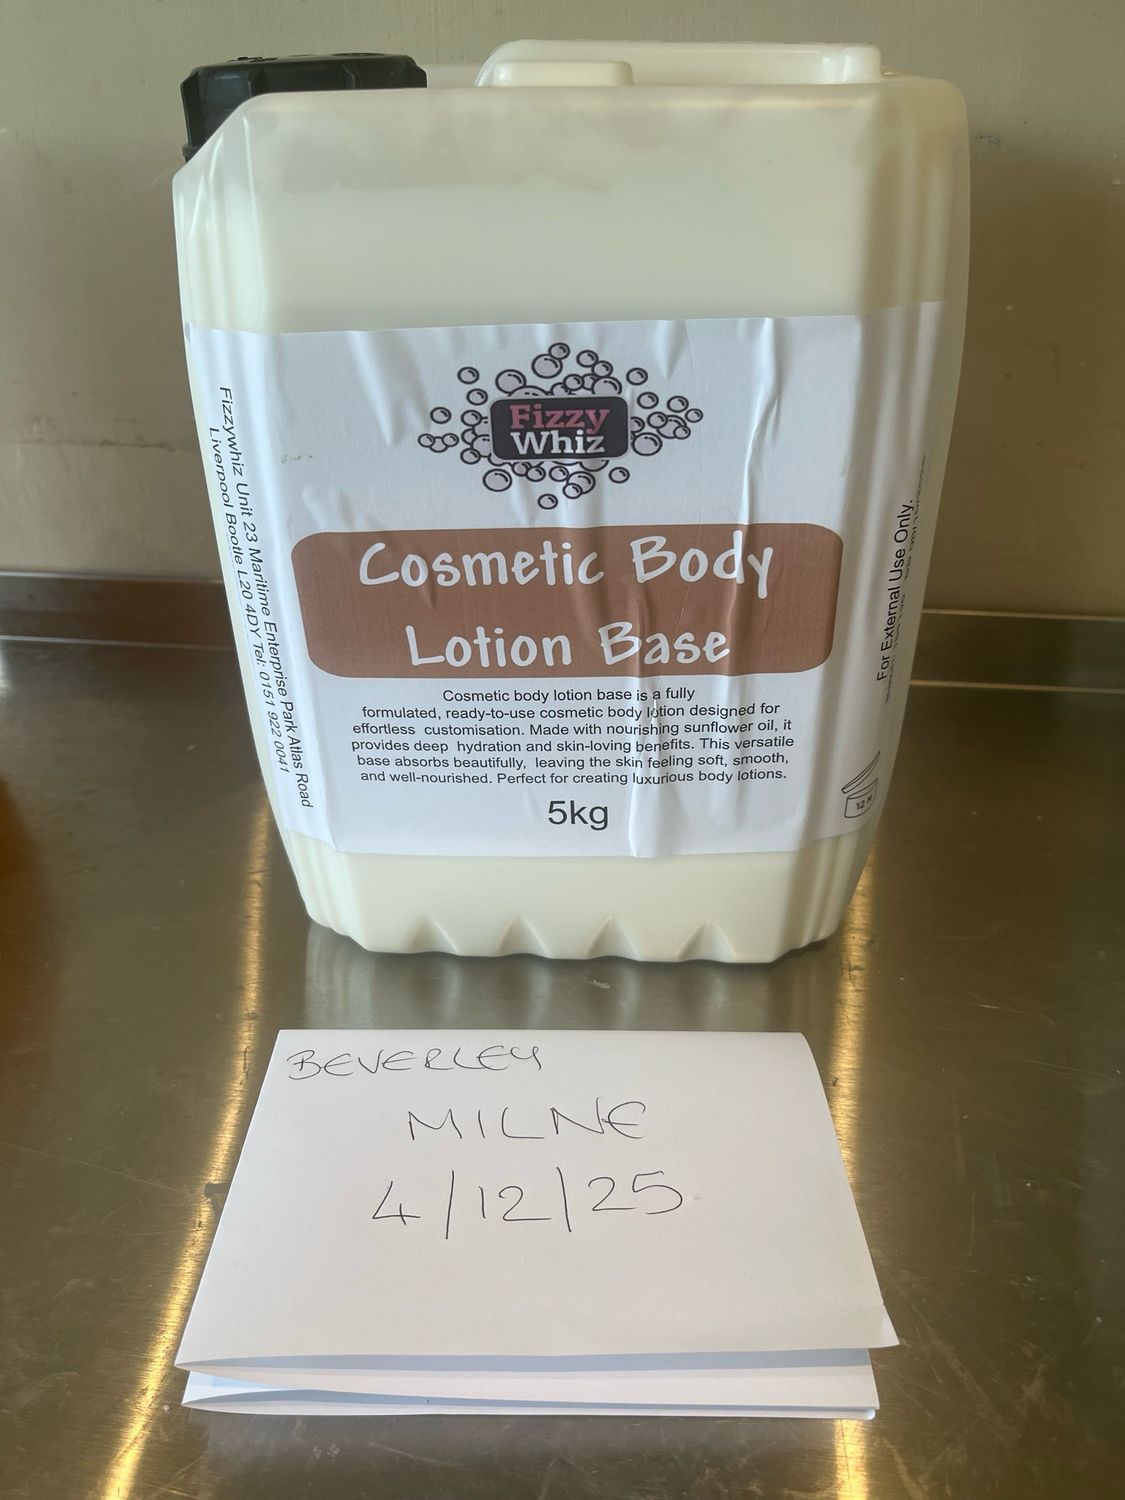 Fizzy
Whiz
Cosmetic Body
Lotion Base
Cosmetic body lotion base is a fully
formulated, ready-to-use cosmetic body lotion designed for
effortless customisation. Made with nourishing sunflower oil, it
provides deep hydration and skin-loving benefits. This versatile
base absorbs beautifully, leaving the skin feeling soft, smooth,
and well-nourished. Perfect for creating luxurious body lotions.
5kg
Fizzywhiz Unit 23 Maritime Enterprise Park Atlas Road
Liverpool Bootle L20 4DY Tel: 0151 922 0041
For External Use Only.
12 M
BEVERLEY
MILNE
4/12/25